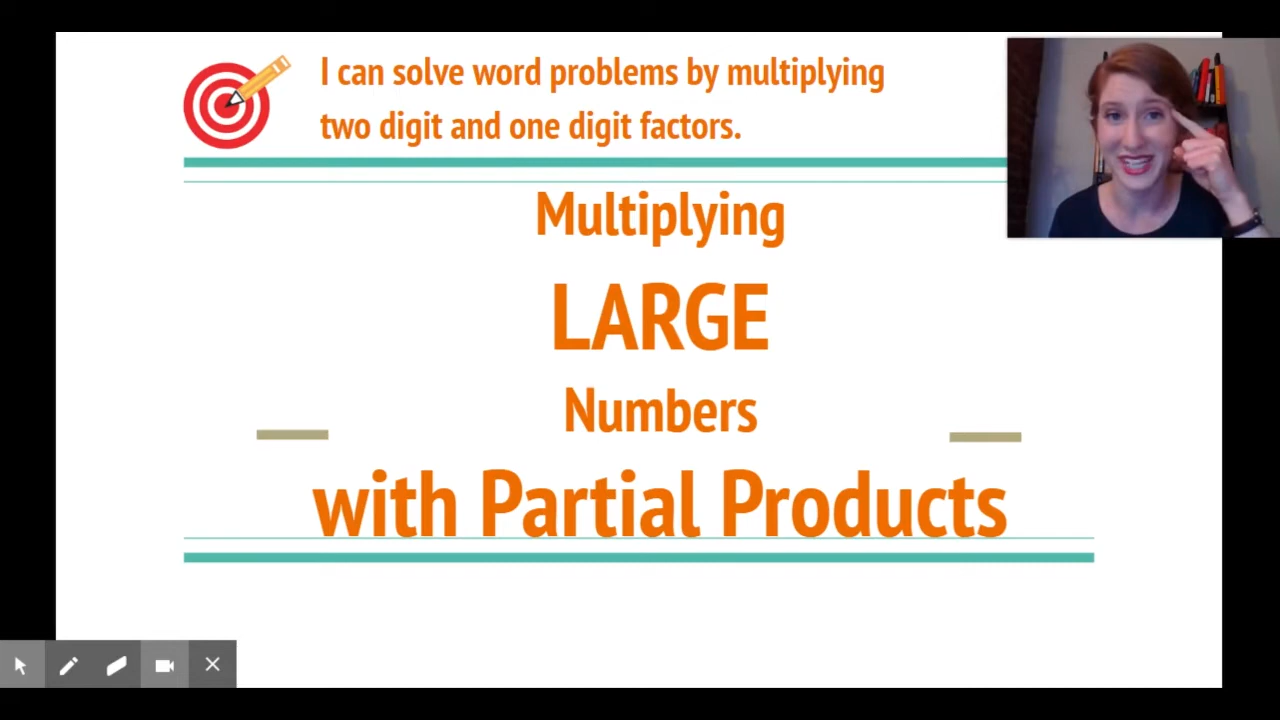 I can solve word problems by multiplying
two digit and one digit factors.
Multiplying
LARGE
Numbers
with Partial Products